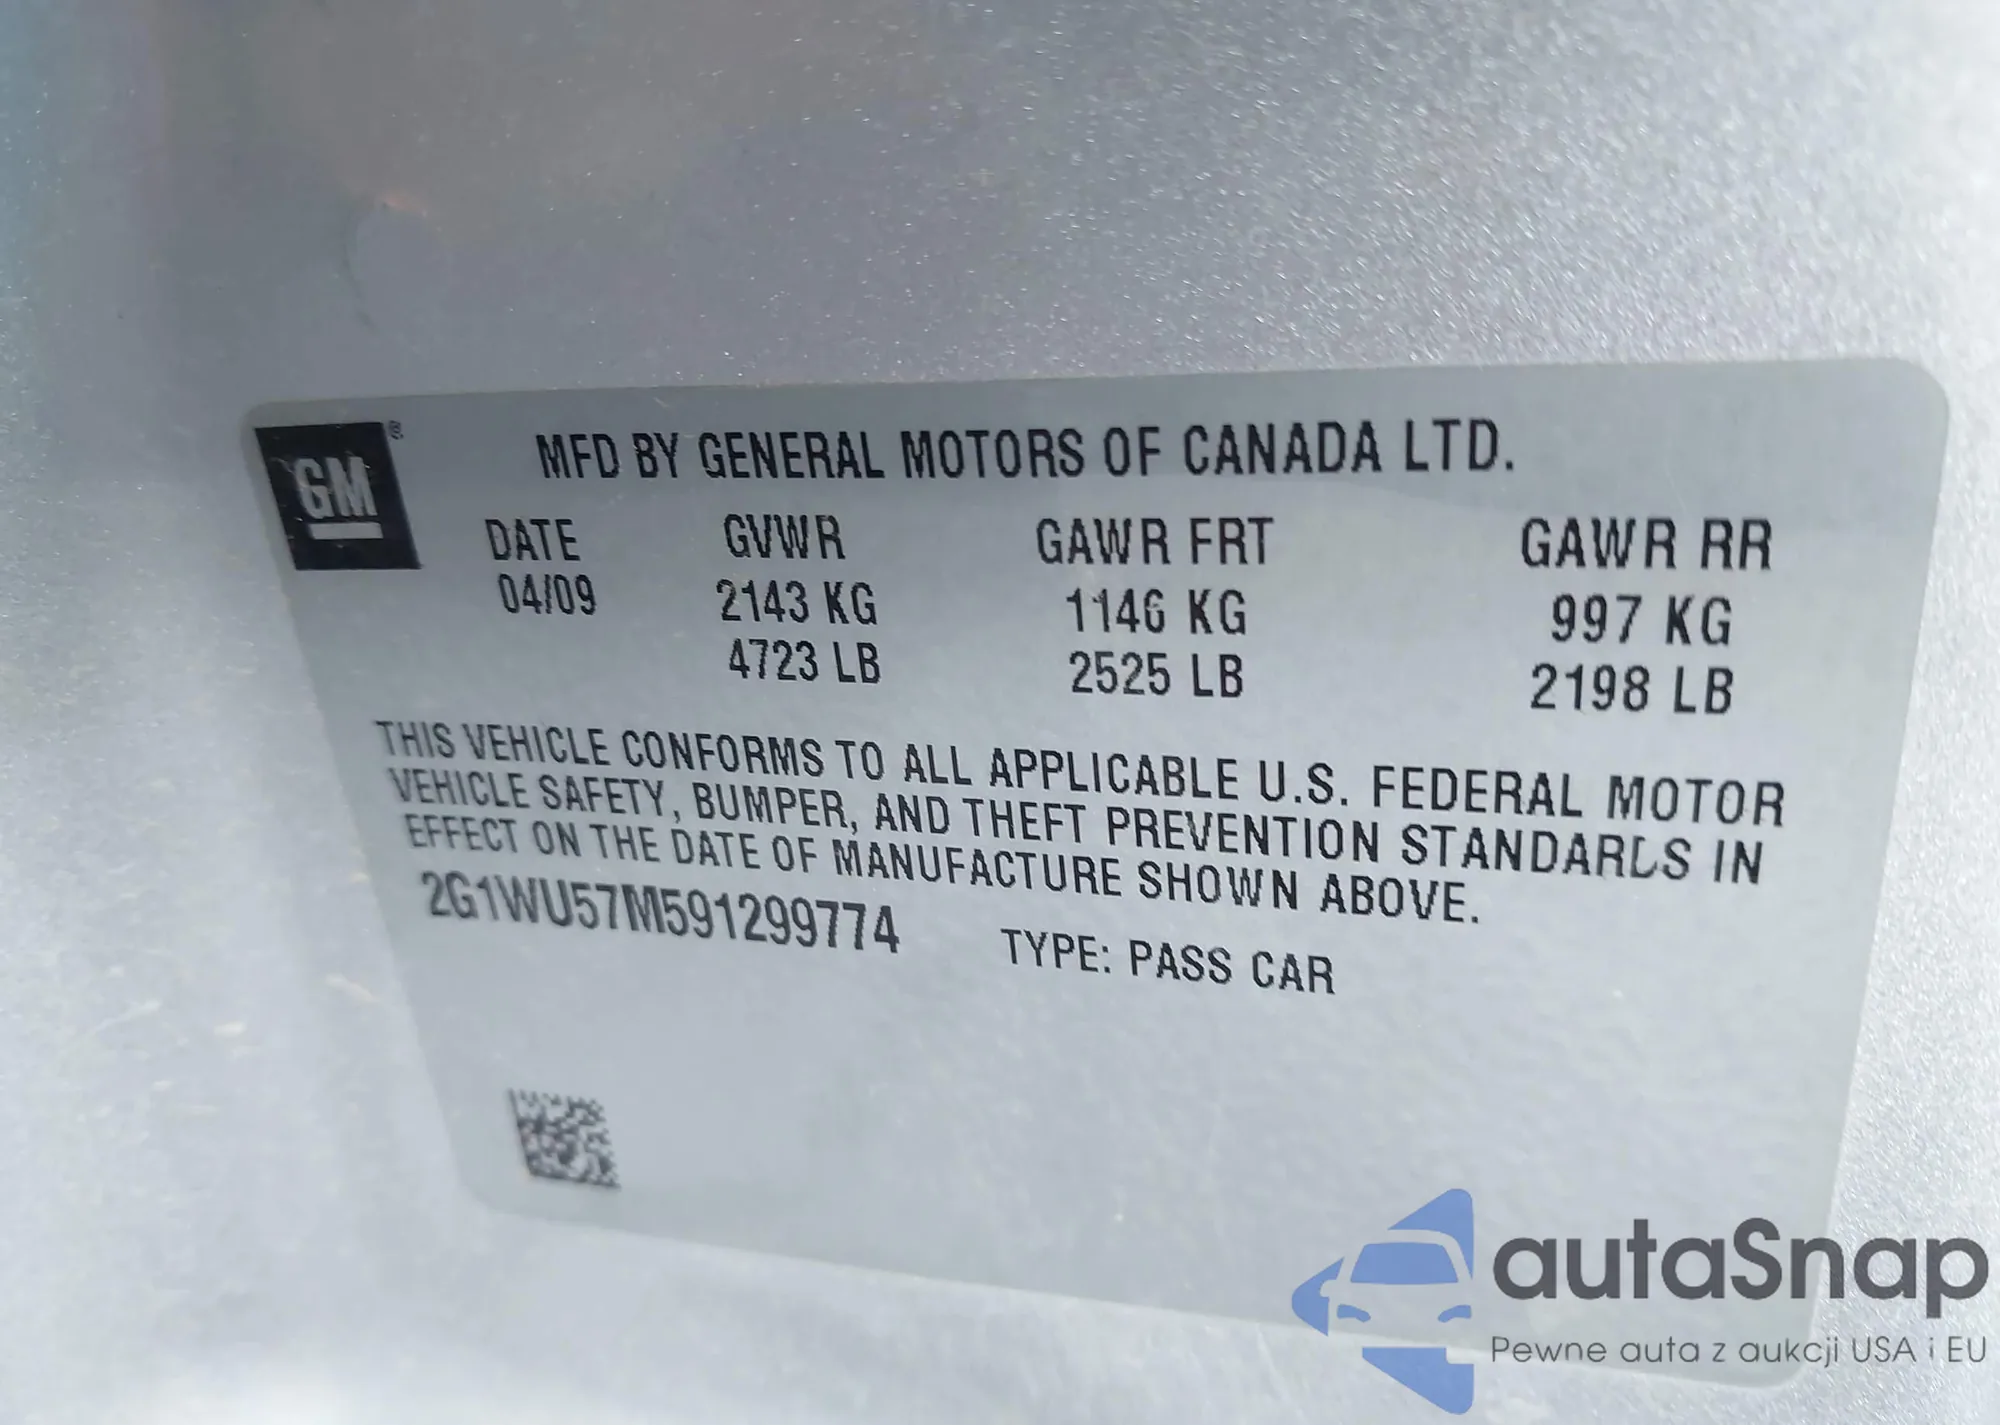 GM ®
MFD BY GENERAL MOTORS OF CANADA LTD.
DATE GVWR GAWR FRT GAWR RR
04/09 2143 KG 1146 KG 997 KG
4723 LB 2525 LB 2198 LB
THIS VEHICLE CONFORMS TO ALL APPLICABLE U.S. FEDERAL MOTOR
VEHICLE SAFETY, BUMPER, AND THEFT PREVENTION STANDARDS IN
EFFECT ON THE DATE OF MANUFACTURE SHOWN ABOVE.
2G1WU57M591299774 TYPE: PASS CAR
autaSnap
Pewne auta z aukcji USA i EU